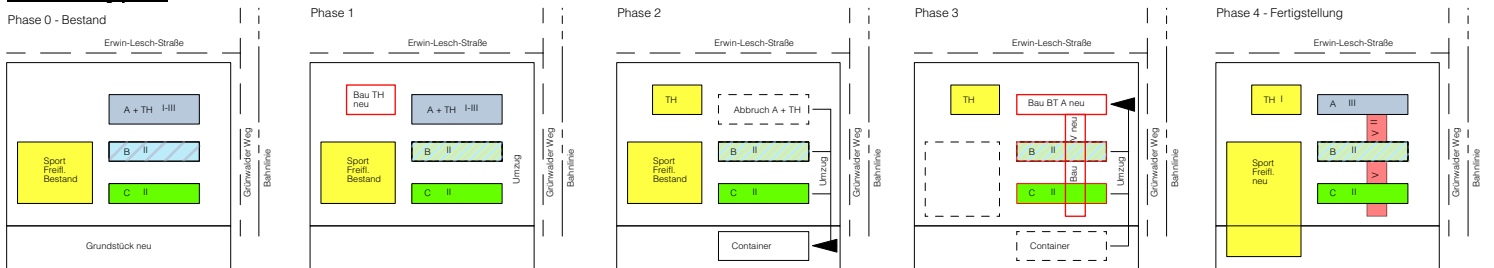 Phase 0 - Bestand
Erwin-Lesch-Straße
A + TH I-III
B II
Sport
Freifl.
Bestand
C II
Grundstück neu
Grünwalder Weg
Bahnlinie
Phase 1
Erwin-Lesch-Straße
Bau TH
neu
A + TH I-III
B II
Sport
Freifl.
Bestand
C II
Umzug
Grünwalder Weg
Bahnlinie
Phase 2
Erwin-Lesch-Straße
TH
Abbruch A + TH
B II
Sport
Freifl.
Bestand
C II
Umzug
Container
Grünwalder Weg
Bahnlinie
Phase 3
Erwin-Lesch-Straße
TH
Bau BT A neu
Bau V neu
B II
C II
Umzug
Container
Grünwalder Weg
Bahnlinie
Phase 4 - Fertigstellung
Erwin-Lesch-Straße
TH I
A III
V II
B II
Sport
Freifl.
neu
C II
V
Grünwalder Weg
Bahnlinie